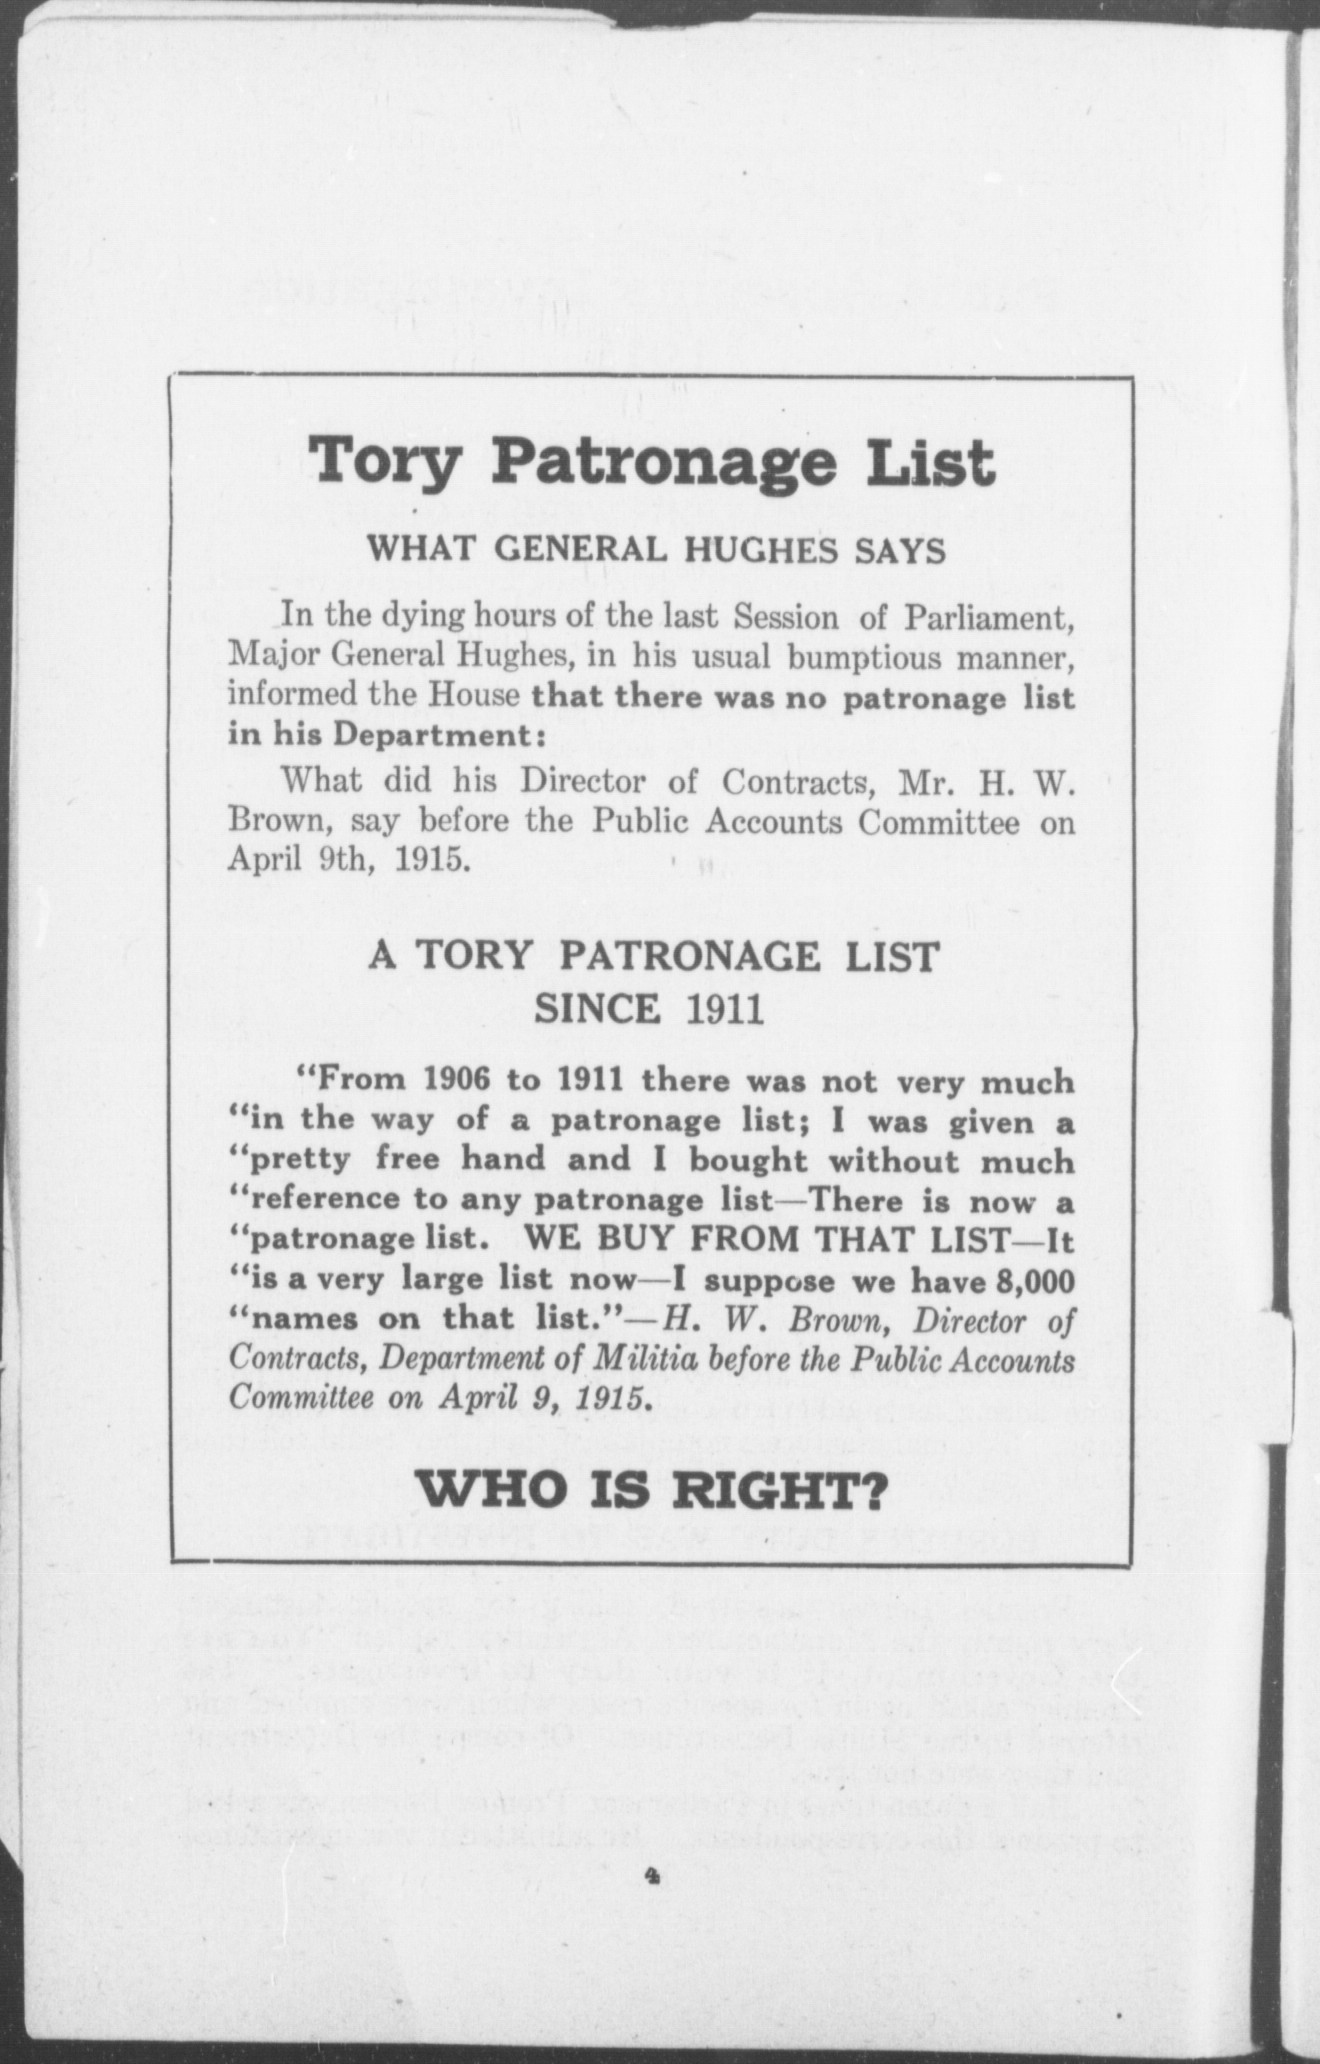 Tory Patronage List
WHAT GENERAL HUGHES SAYS
In the dying hours of the last Session of Parliament,
Major General Hughes, in his usual bumptious manner,
informed the House that there was no patronage list
in his Department:
What did his Director of Contracts, Mr. H. W.
Brown, say before the Public Accounts Committee on
April 9th, 1915.
A TORY PATRONAGE LIST
SINCE 1911
“From 1906 to 1911 there was not very much
“in the way of a patronage list; I was given a
“pretty free hand and I bought without much
“reference to any patronage list—There is now a
“patronage list. WE BUY FROM THAT LIST—It
“is a very large list now—I suppose we have 8,000
“names on that list.”—H. W. Brown, Director of
Contracts, Department of Militia before the Public Accounts
Committee on April 9, 1915.
WHO IS RIGHT?
4